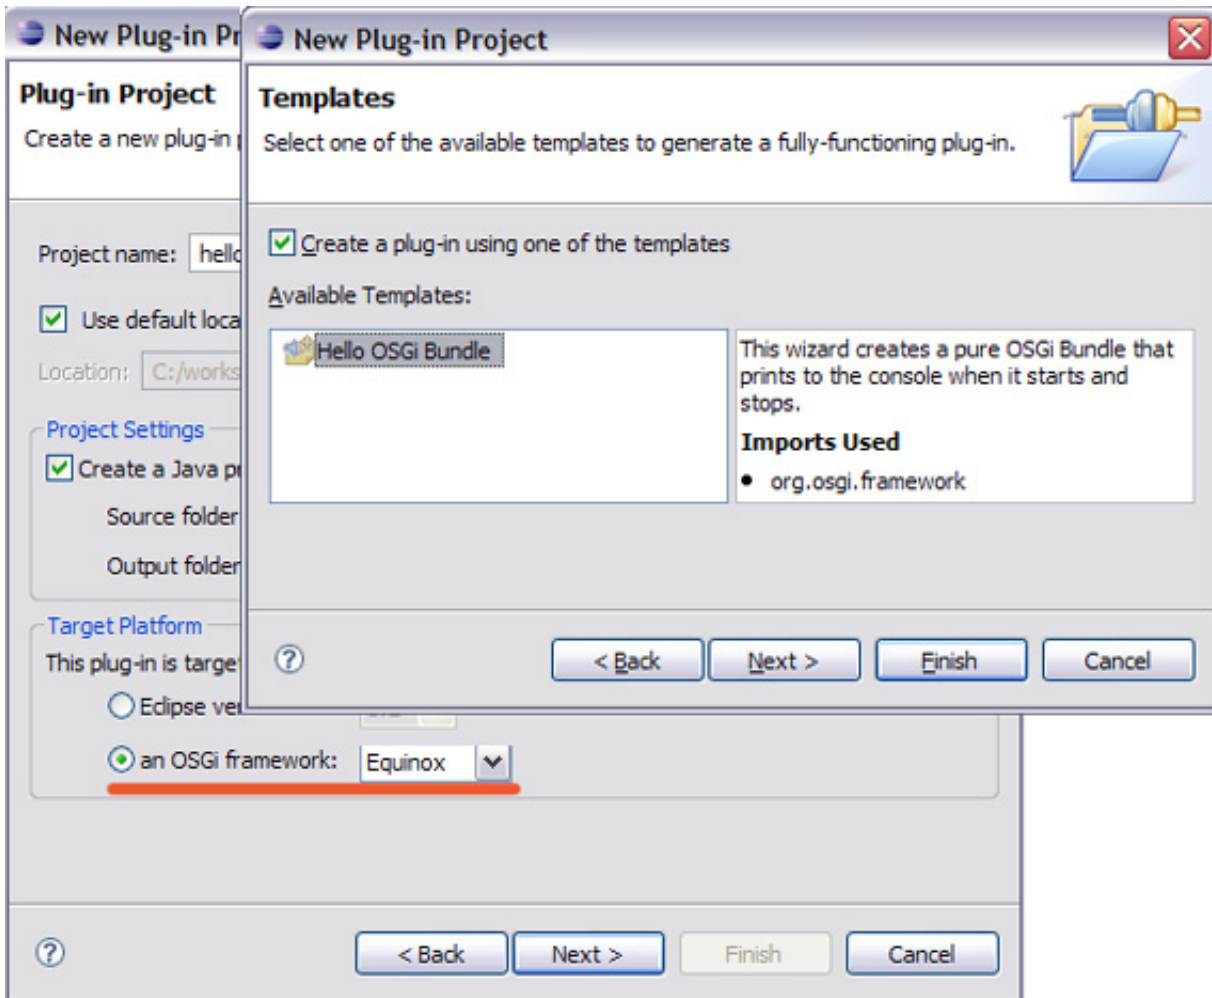 New Plug-in Pr
Plug-in Project
Create a new plug-in
Project name: hello
Use default loca
Location: C:/works
Project Settings
Create a Java pr
Source folder
Output folder
Target Platform
This plug-in is target
Eclipse ver
an OSGi framework: Equinox
< Back Next > Finish Cancel
New Plug-in Project
Templates
Select one of the available templates to generate a fully-functioning plug-in.
Create a plug-in using one of the templates
Available Templates:
Hello OSGi Bundle
This wizard creates a pure OSGi Bundle that
prints to the console when it starts and
stops.
Imports Used
• org.osgi.framework
< Back Next > Finish Cancel